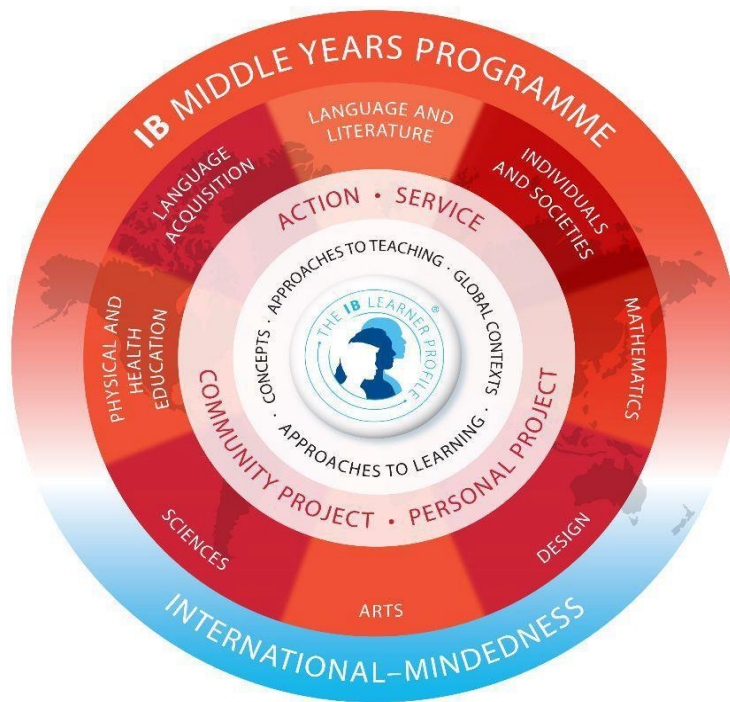 IB MIDDLE YEARS PROGRAMME
LANGUAGE AND
LITERATURE
INDIVIDUALS
AND SOCIETIES
MATHEMATICS
DESIGN
ARTS
SCIENCES
PHYSICAL AND
HEALTH
EDUCATION
LANGUAGE
ACQUISITION
ACTION · SERVICE
COMMUNITY PROJECT · PERSONAL PROJECT
· CONCEPTS · APPROACHES TO TEACHING · GLOBAL CONTEXTS ·
APPROACHES TO LEARNING
THE IB LEARNER PROFILE ®
INTERNATIONAL–MINDEDNESS